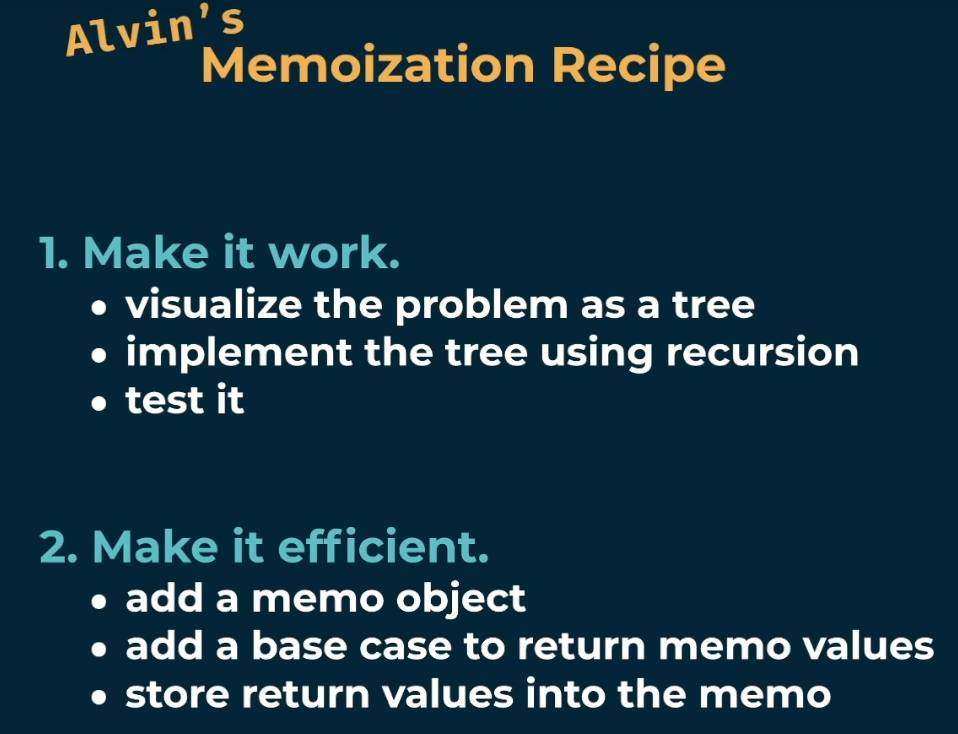 Alvin's
Memoization Recipe
1. Make it work.
• visualize the problem as a tree
• implement the tree using recursion
• test it
2. Make it efficient.
• add a memo object
• add a base case to return memo values
• store return values into the memo